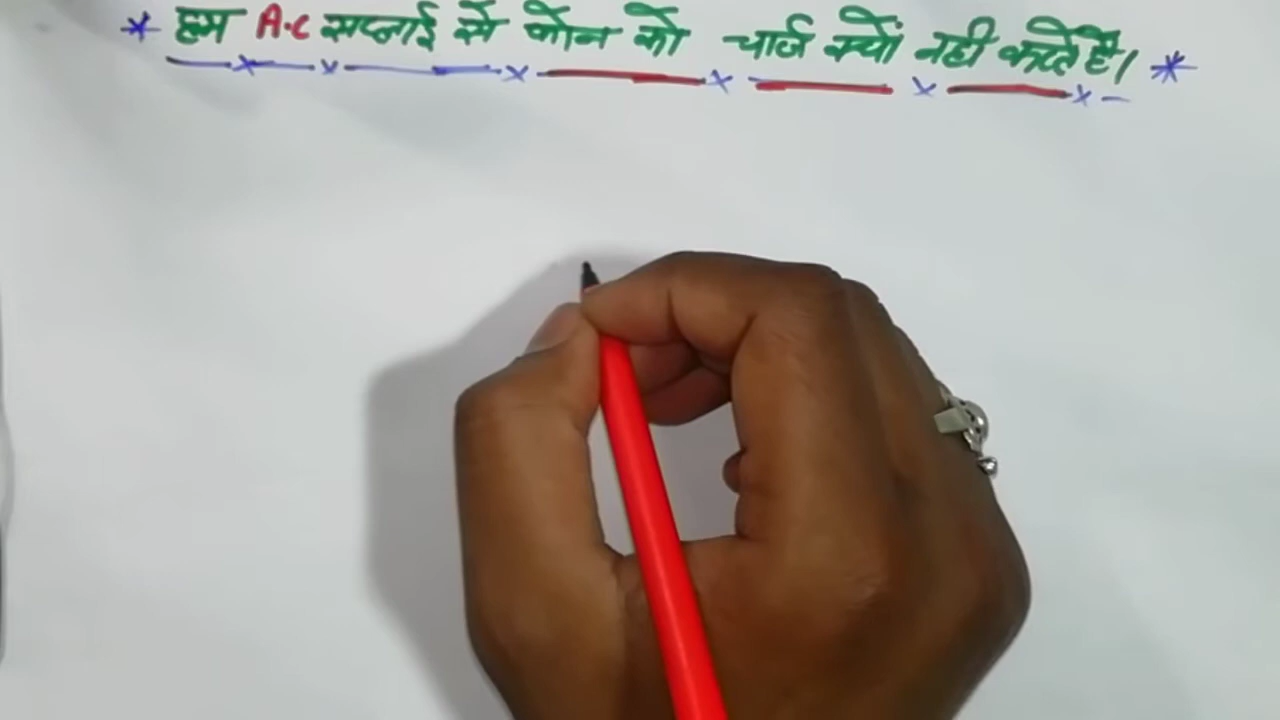 * हम A.C सप्लाई से फोन को चार्ज क्यों नही करते है। *